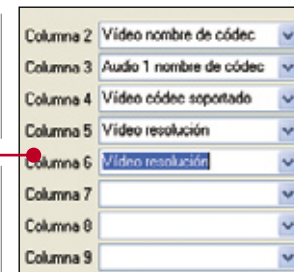 Columna 2 Vídeo nombre de códec
Columna 3 Audio 1 nombre de códec
Columna 4 Vídeo códec soportado
Columna 5 Vídeo resolución
Columna 6 Vídeo resolución
Columna 7
Columna 8
Columna 9